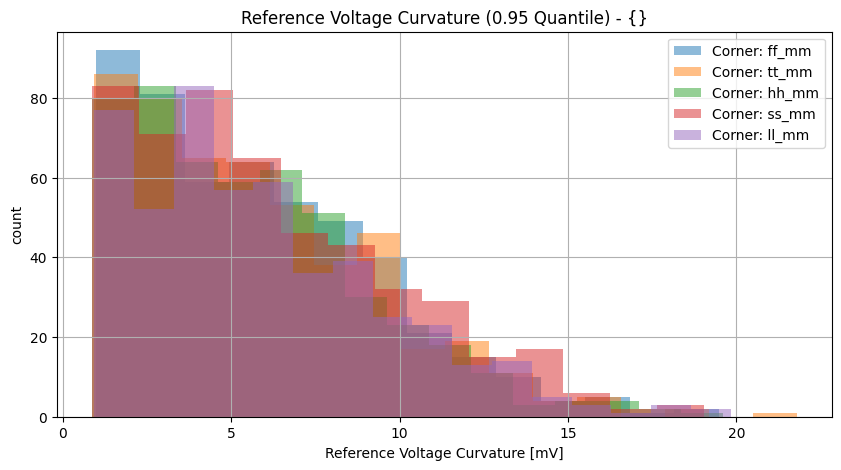 Reference Voltage Curvature (0.95 Quantile) - {}
Corner: ff_mm
Corner: tt_mm
Corner: hh_mm
Corner: ss_mm
Corner: ll_mm
count
80
60
40
20
0
0 5 10 15 20
Reference Voltage Curvature [mV]